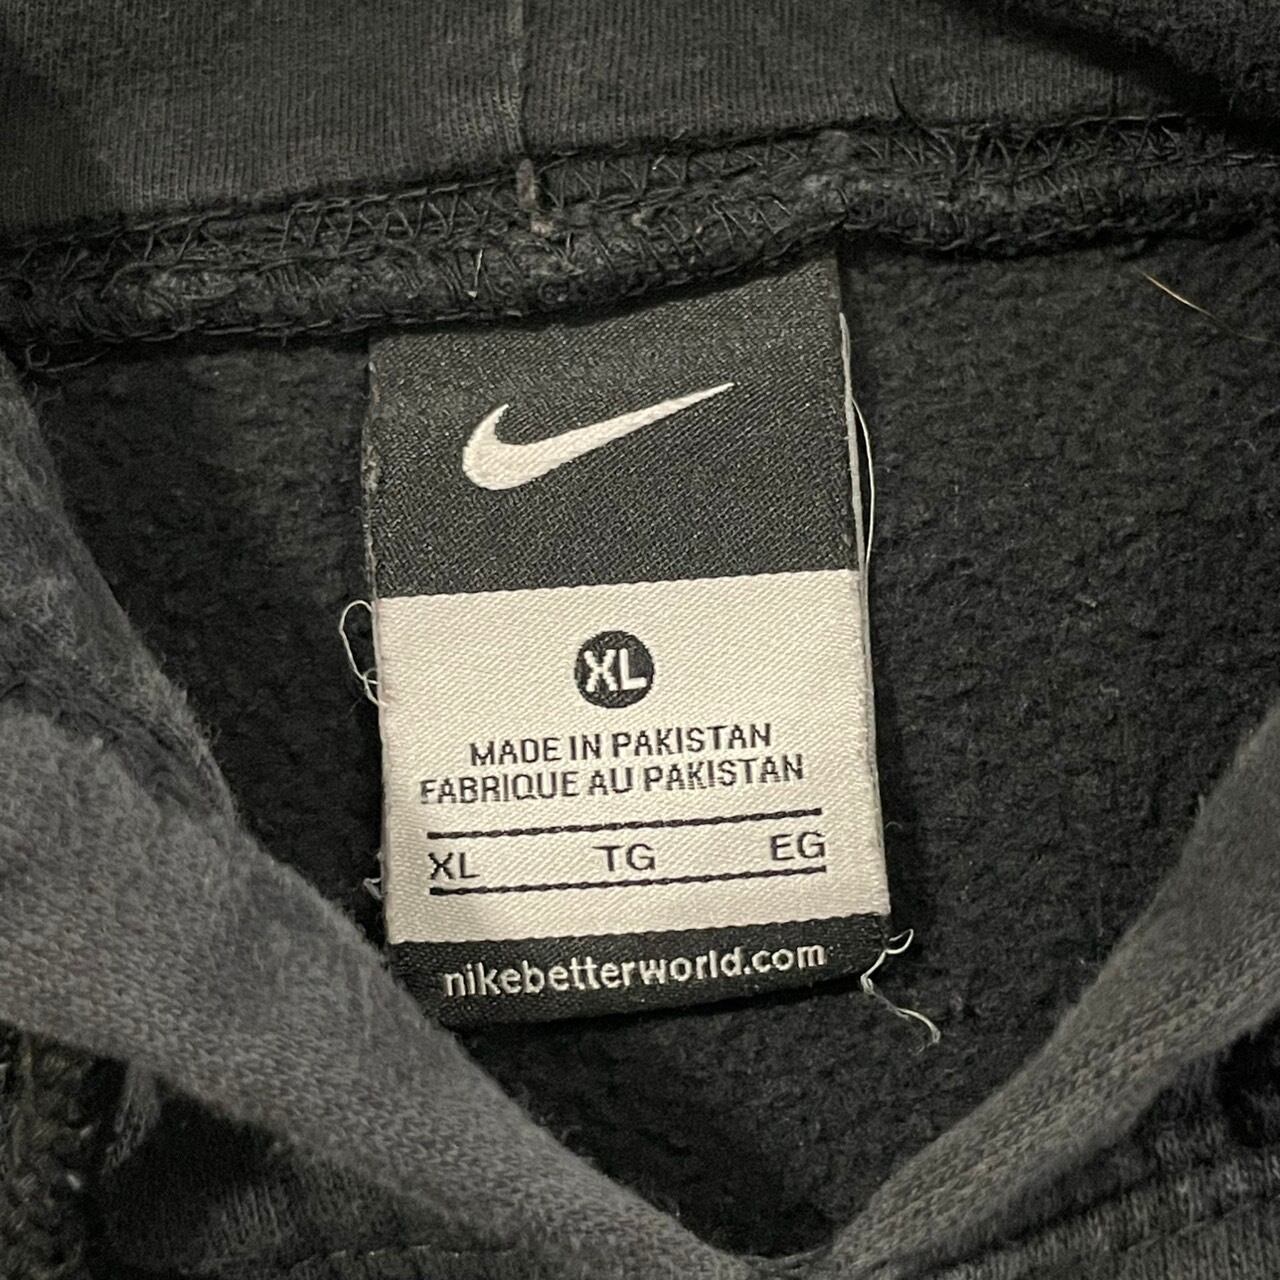 XL
MADE IN PAKISTAN
FABRIQUE AU PAKISTAN
XL TG EG
nikebetterworld.com